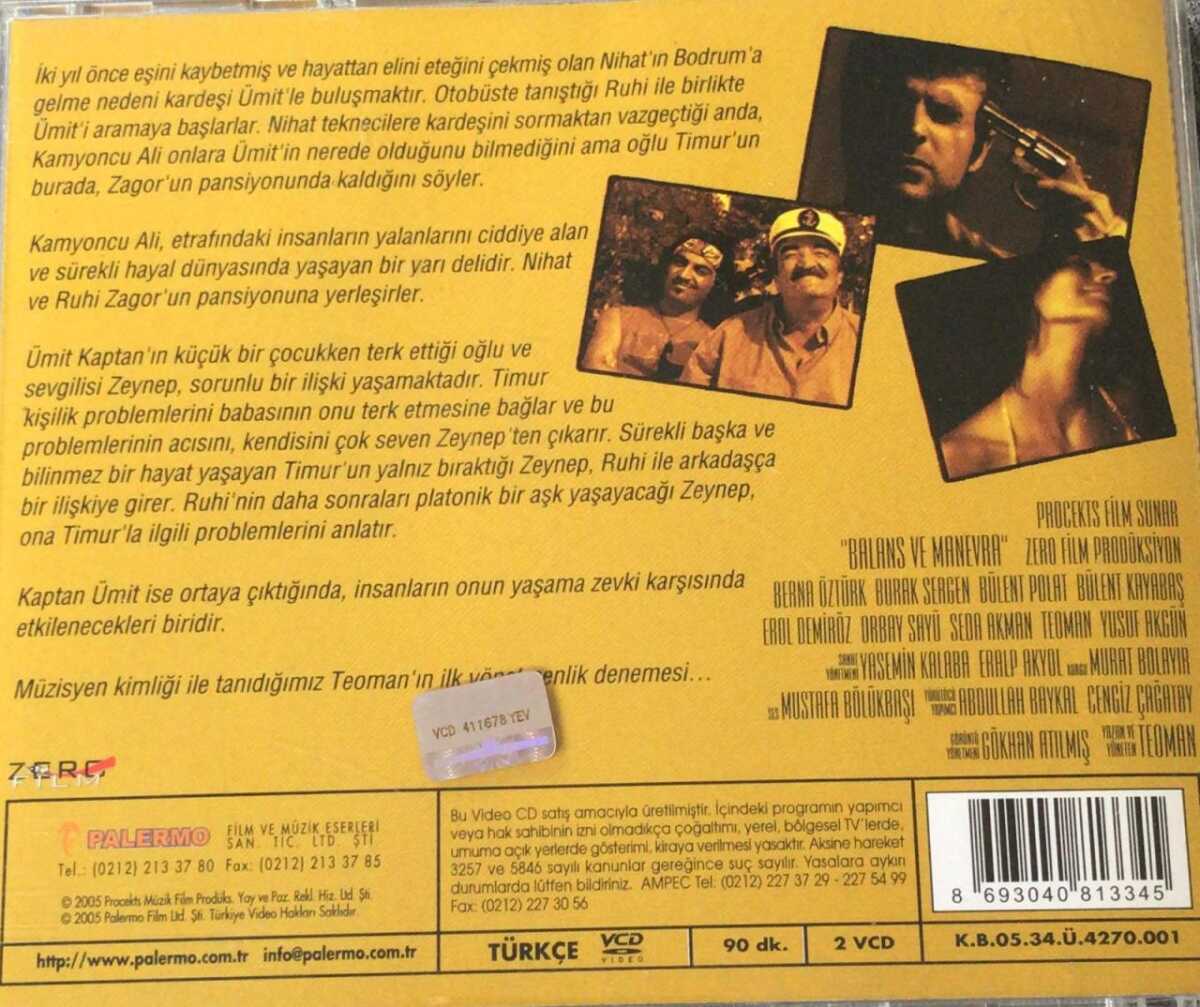 İki yıl önce eşini kaybetmiş ve hayattan elini eteğini çekmiş olan Nihat'ın Bodrum'a
gelme nedeni kardeşi Ümit'le buluşmaktır. Otobüste tanıştığı Ruhi ile birlikte
Ümit'i aramaya başlarlar. Nihat teknecilere kardeşini sormaktan vazgeçtiği anda,
Kamyoncu Ali onlara Ümit'in nerede olduğunu bilmediğini ama oğlu Timur'un
burada, Zagor'un pansiyonunda kaldığını söyler.
Kamyoncu Ali, etrafındaki insanların yalanlarını ciddiye alan
ve sürekli hayal dünyasında yaşayan bir yarı delidir. Nihat
ve Ruhi Zagor'un pansiyonuna yerleşirler.
Ümit Kaptan'ın küçük bir çocukken terk ettiği oğlu ve
sevgilisi Zeynep, sorunlu bir ilişki yaşamaktadır. Timur
kişilik problemlerini babasının onu terk etmesine bağlar ve bu
problemlerinin acısını, kendisini çok seven Zeynep'ten çıkarır. Sürekli başka ve
bilinmez bir hayat yaşayan Timur'un yalnız bıraktığı Zeynep, Ruhi ile arkadaşça
bir ilişkiye girer. Ruhi'nin daha sonraları platonik bir aşk yaşayacağı Zeynep,
ona Timur'la ilgili problemlerini anlatır.
Kaptan Ümit ise ortaya çıktığında, insanların onun yaşama zevki karşısında
etkilenecekleri biridir.
Müzisyen kimliği ile tanıdığımız Teoman'ın ilk denemesi...
VCD 411678 YEV
PROCEKTS FİLM SUNAR
"BALANS VE MANEVRA" ZERO FİLM PRODÜKSİYON
BERNA ÖZTÜRK BURAK SERGEN BÜLENT POLAT BÜLENT KAYABAŞ
EROL DEMİRÖZ ORBAY SAYÜ SEDA AKMAN TEOMAN YUSUF AKGÜN
SANAT YÖNETMENİ YASEMİN KALABA ERALP AKYOL KURGU MURAT BOLAYIR
SES MUSTAFA BÖLÜKBAŞI YÜRÜTÜCÜ YAPIMCI ABDULLAH BAYKAL CENGİZ ÇAĞATAY
GÖRÜNTÜ YÖNETMENİ GÖKHAN ATILMIŞ YAZAN VE YÖNETEN TEOMAN
ZERO
FILM
PALERMO FİLM VE MÜZİK ESERLERİ
SAN. TİC. LTD. ŞTİ
Tel.: (0212) 213 37 80 Fax: (0212) 213 37 85
© 2005 Procekts Müzik Film Prodüks. Yay ve Paz. Rekl. Hiz. Ltd. Şti.
© 2005 Palermo Film Ltd. Şti. Türkiye Video Hakları Saklıdır.
http://www.palermo.com.tr info@palermo.com.tr
Bu Video CD satış amacıyla üretilmiştir. İçindeki programın yapımcı
veya hak sahibinin izni olmadıkça çoğaltımı, yerel, bölgesel TV'lerde,
umuma açık yerlerde gösterimi, kiraya verilmesi yasaktır. Aksine hareket
3257 ve 5846 sayılı kanunlar gereğince suç sayılır. Yasalara aykırı
durumlarda lütfen bildiriniz. AMPEC Tel: (0212) 227 37 29 - 227 54 99
Fax: (0212) 227 30 56
TÜRKÇE VCD VIDEO 90 dk. 2 VCD
8 693040 813345
K.B.05.34.Ü.4270.001